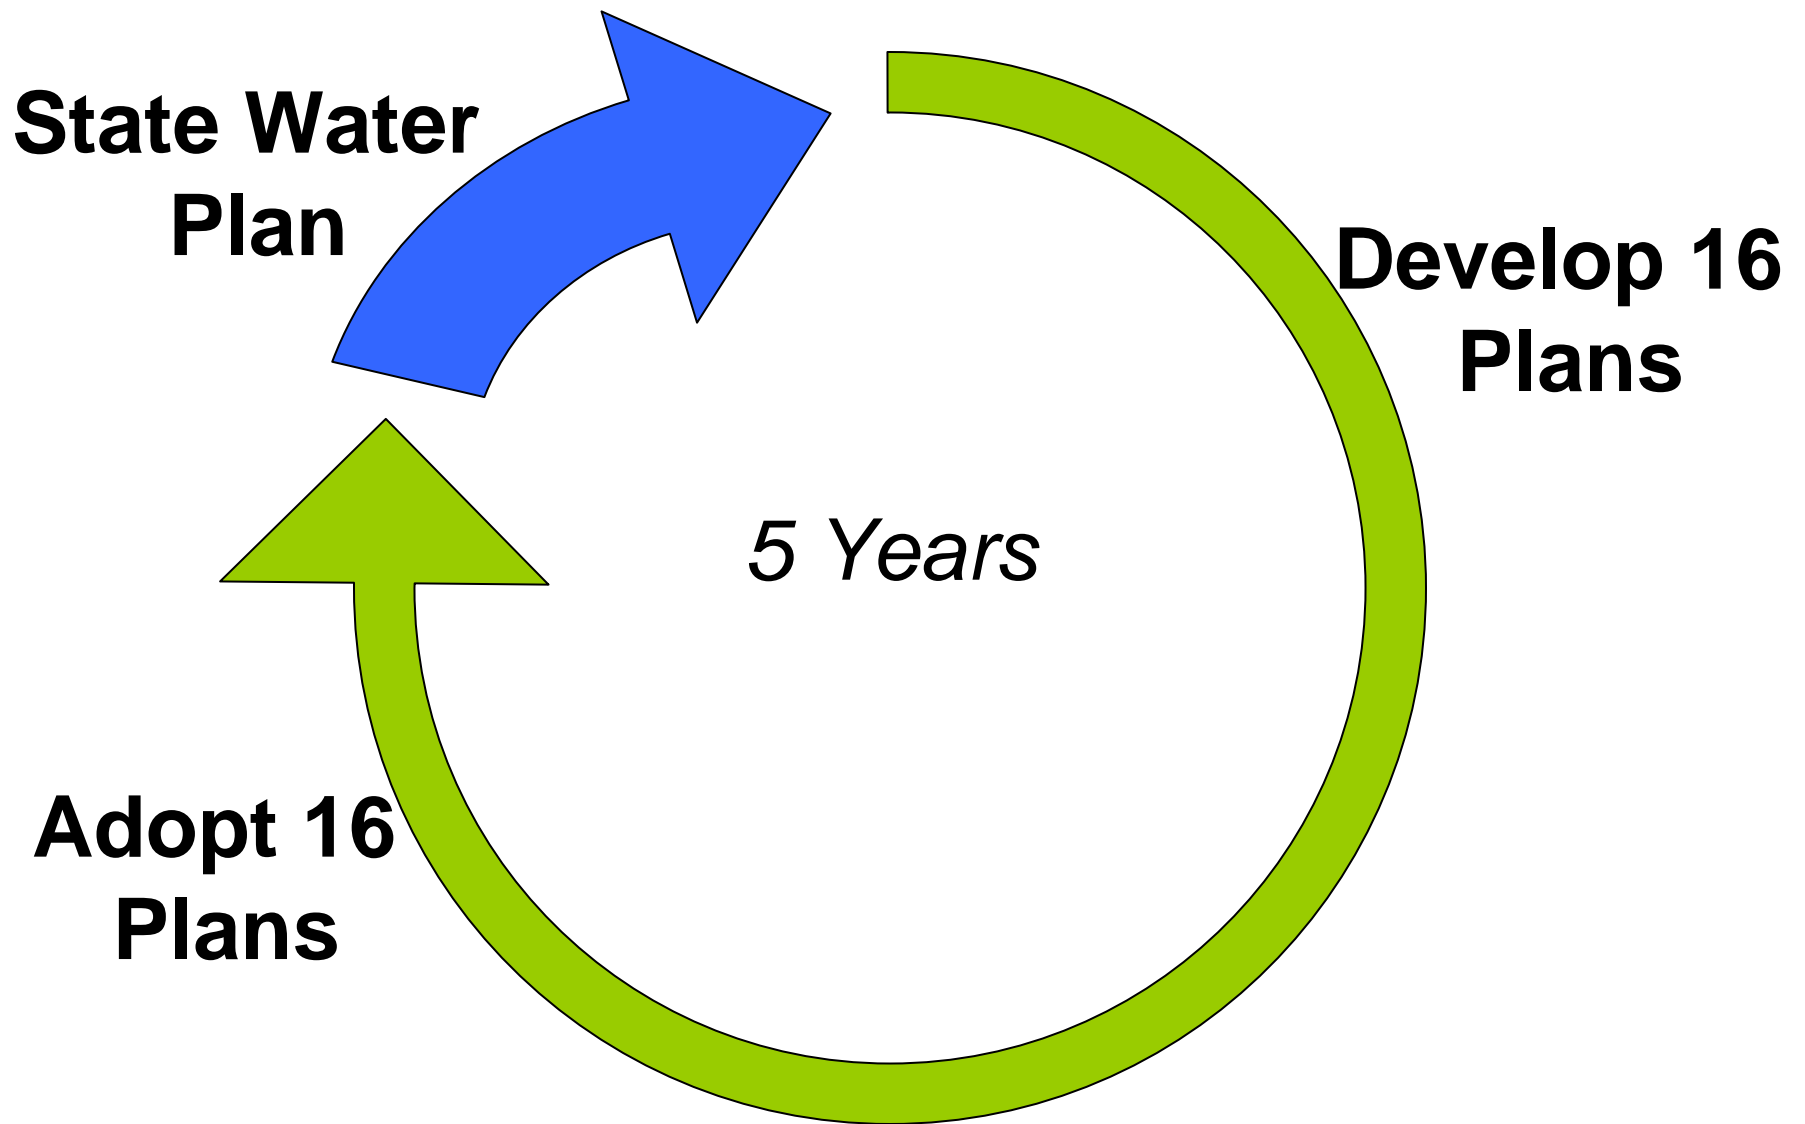 State Water
Plan
Develop 16
Plans
5 Years
Adopt 16
Plans